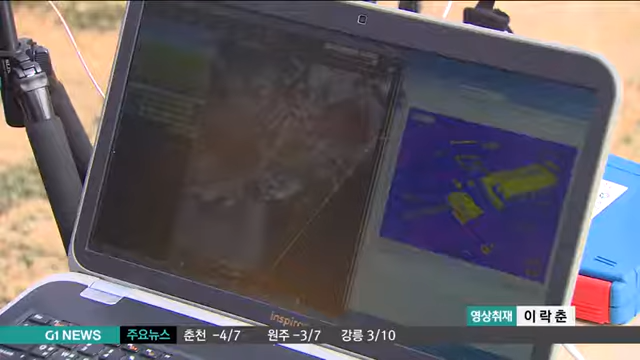 inspiro
영상취재 이 락 춘
G1 NEWS 주요뉴스 춘천 -4/7 원주 -3/7 강릉 3/10